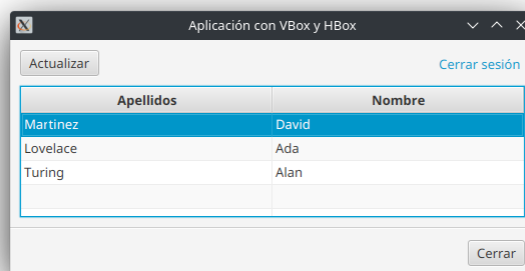 Aplicación con VBox y HBox
Actualizar
Cerrar sesión
Apellidos Nombre
Martinez David
Lovelace Ada
Turing Alan
Cerrar